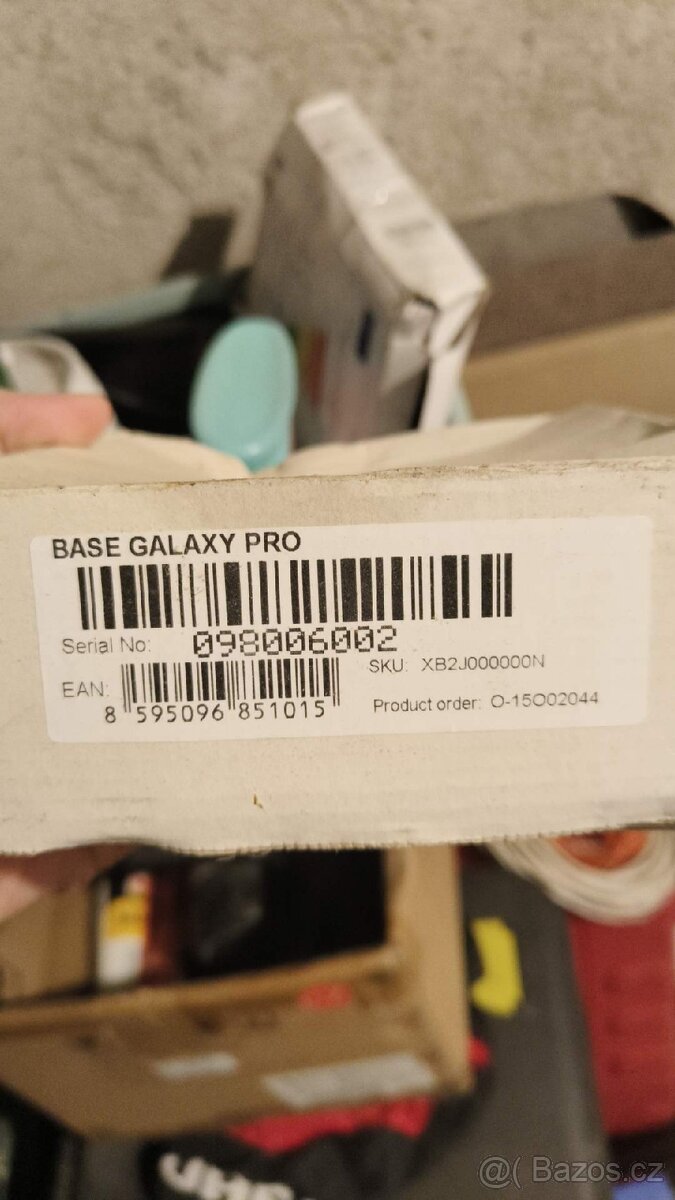 BASE GALAXY PRO
Serial No: 098006002
SKU: XB2J000000N
EAN:
8 595096 851015
Product order: O-15O02044
@( Bazos.cz